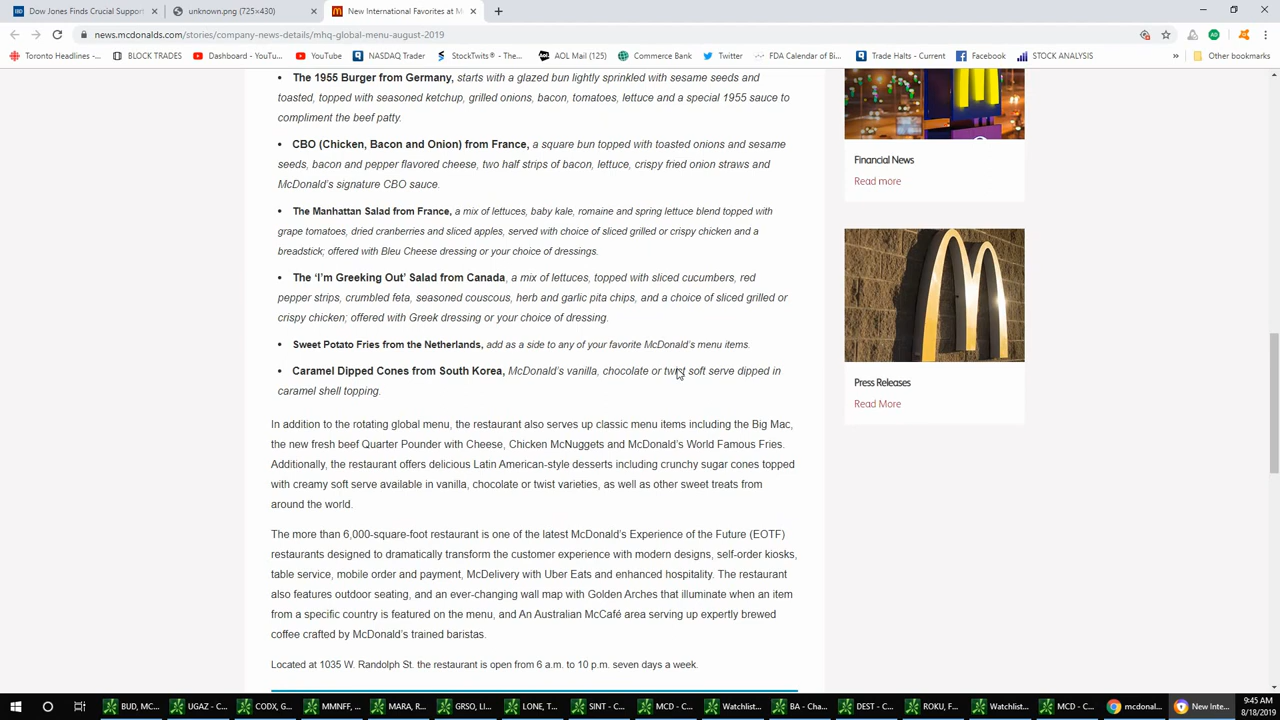 Dow Jones Finds Crucial Support
unknown.png (725×430)
New International Favorites at M
news.mcdonalds.com/stories/company-news-details/mhq-global-menu-august-2019
Toronto Headlines -...
BLOCK TRADES
Dashboard - YouTu...
YouTube
NASDAQ Trader
StockTwits® - The...
AOL Mail (125)
Commerce Bank
Twitter
FDA Calendar of Bi...
Trade Halts - Current
Facebook
STOCK ANALYSIS
»
Other bookmarks
• The 1955 Burger from Germany, starts with a glazed bun lightly sprinkled with sesame seeds and
toasted, topped with seasoned ketchup, grilled onions, bacon, tomatoes, lettuce and a special 1955 sauce to
compliment the beef patty.
• CBO (Chicken, Bacon and Onion) from France, a square bun topped with toasted onions and sesame
seeds, bacon and pepper flavored cheese, two half strips of bacon, lettuce, crispy fried onion straws and
McDonald's signature CBO sauce.
• The Manhattan Salad from France, a mix of lettuces, baby kale, romaine and spring lettuce blend topped with
grape tomatoes, dried cranberries and sliced apples, served with choice of sliced grilled or crispy chicken and a
breadstick; offered with Bleu Cheese dressing or your choice of dressings.
• The ‘I’m Greeking Out’ Salad from Canada, a mix of lettuces, topped with sliced cucumbers, red
pepper strips, crumbled feta, seasoned couscous, herb and garlic pita chips, and a choice of sliced grilled or
crispy chicken; offered with Greek dressing or your choice of dressing.
• Sweet Potato Fries from the Netherlands, add as a side to any of your favorite McDonald’s menu items.
• Caramel Dipped Cones from South Korea, McDonald’s vanilla, chocolate or twist soft serve dipped in
caramel shell topping.
In addition to the rotating global menu, the restaurant also serves up classic menu items including the Big Mac,
the new fresh beef Quarter Pounder with Cheese, Chicken McNuggets and McDonald’s World Famous Fries.
Additionally, the restaurant offers delicious Latin American-style desserts including crunchy sugar cones topped
with creamy soft serve available in vanilla, chocolate or twist varieties, as well as other sweet treats from
around the world.
The more than 6,000-square-foot restaurant is one of the latest McDonald’s Experience of the Future (EOTF)
restaurants designed to dramatically transform the customer experience with modern designs, self-order kiosks,
table service, mobile order and payment, McDelivery with Uber Eats and enhanced hospitality. The restaurant
also features outdoor seating, and an ever-changing wall map with Golden Arches that illuminate when an item
from a specific country is featured on the menu, and An Australian McCafé area serving up expertly brewed
coffee crafted by McDonald’s trained baristas.
Located at 1035 W. Randolph St. the restaurant is open from 6 a.m. to 10 p.m. seven days a week.
Financial News
Read more
Press Releases
Read More
BUD, MC...
UGAZ - C...
CODX, G...
MMNFF, ...
MARA, R...
GRSO, LI...
LONE, T...
SINT - C...
MCD - C...
Watchlist...
BA - Cha...
DEST - C...
ROKU, F...
Watchlist...
MCD - C...
mcdonal...
New Inte...
9:45 AM
8/18/2019